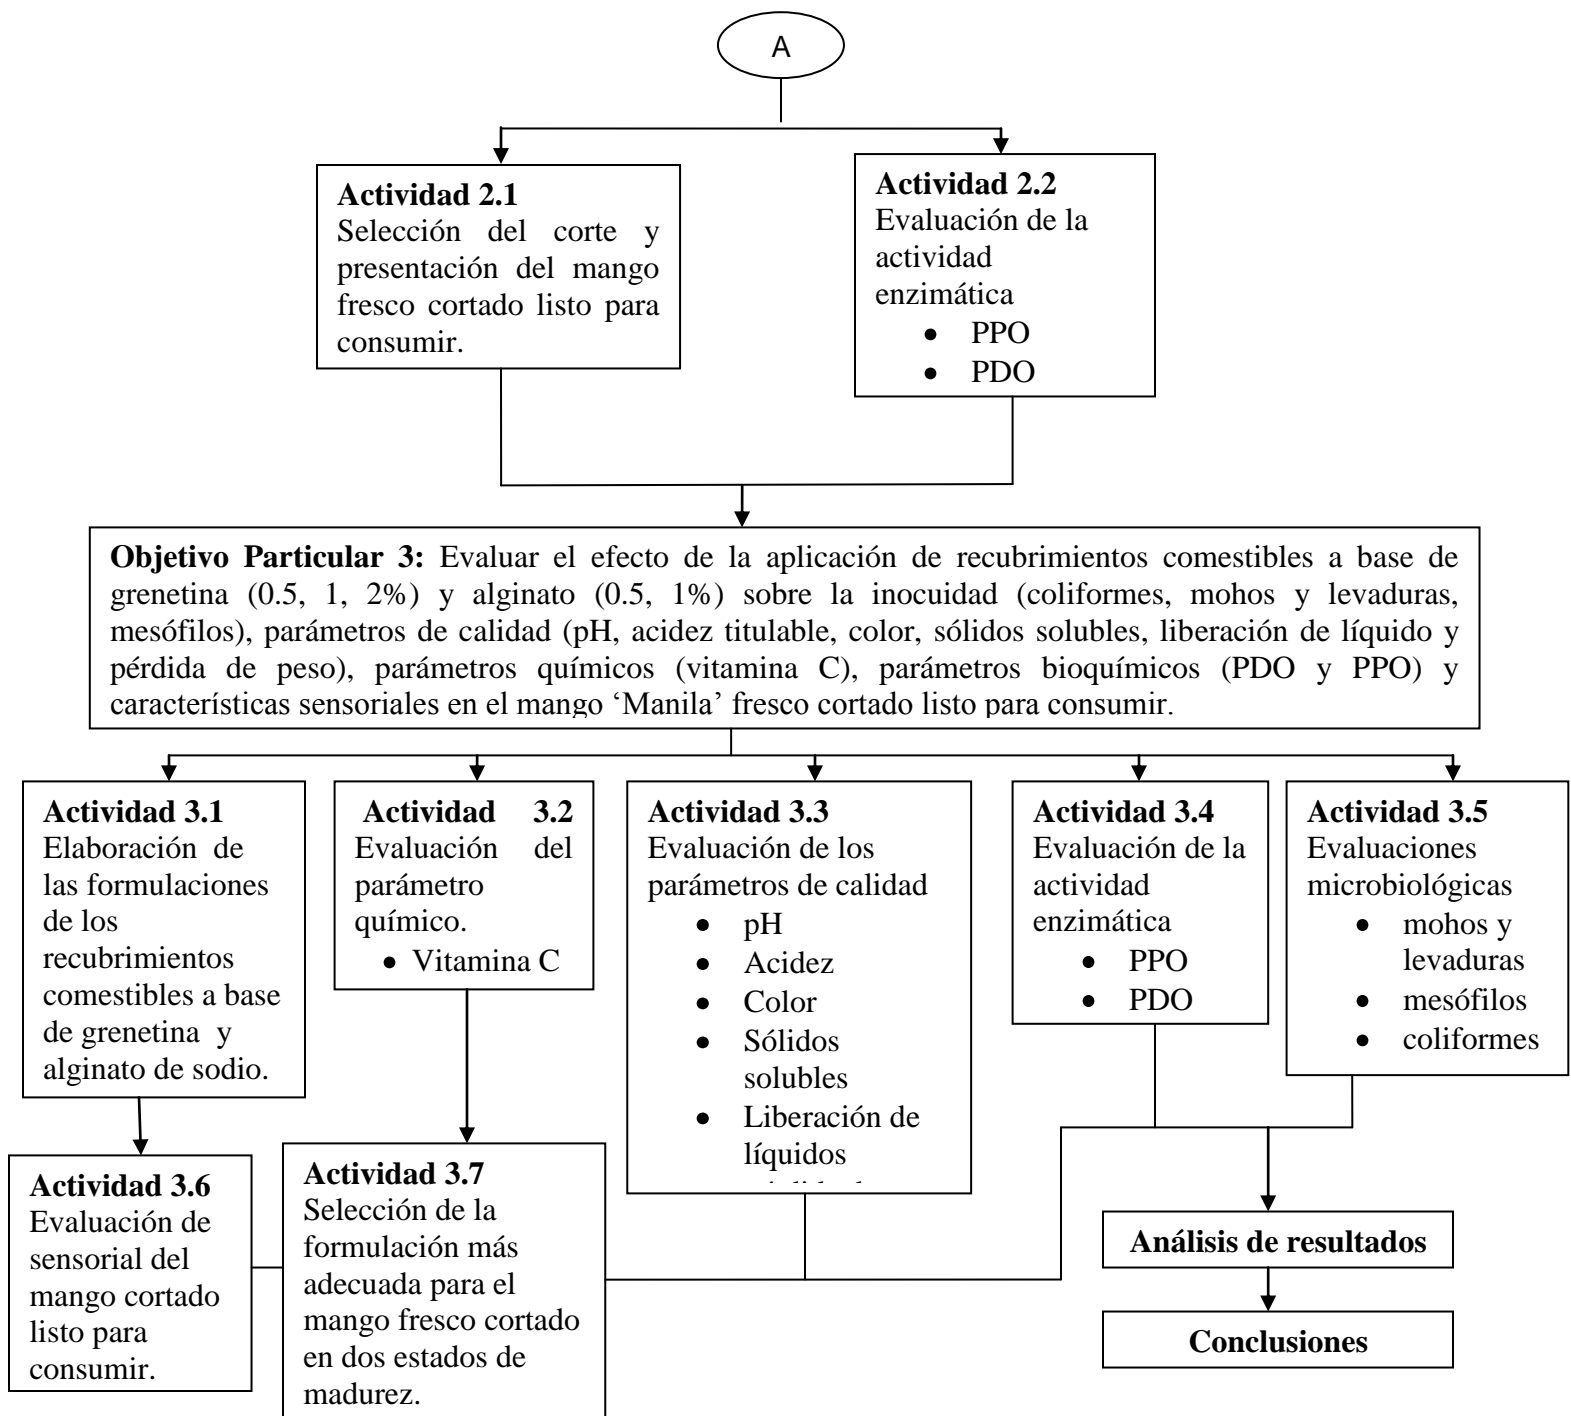 A
Actividad 2.1
Selección del corte y
presentación del mango
fresco cortado listo para
consumir.
Actividad 2.2
Evaluación de la
actividad
enzimática
• PPO
• PDO
Objetivo Particular 3: Evaluar el efecto de la aplicación de recubrimientos comestibles a base de
grenetina (0.5, 1, 2%) y alginato (0.5, 1%) sobre la inocuidad (coliformes, mohos y levaduras,
mesófilos), parámetros de calidad (pH, acidez titulable, color, sólidos solubles, liberación de líquido y
pérdida de peso), parámetros químicos (vitamina C), parámetros bioquímicos (PDO y PPO) y
características sensoriales en el mango ‘Manila’ fresco cortado listo para consumir.
Actividad 3.1
Elaboración de
las formulaciones
de los
recubrimientos
comestibles a base
de grenetina y
alginato de sodio.
Actividad 3.2
Evaluación del
parámetro
químico.
• Vitamina C
Actividad 3.3
Evaluación de los
parámetros de calidad
• pH
• Acidez
• Color
• Sólidos
solubles
• Liberación de
líquidos
Actividad 3.4
Evaluación de la
actividad
enzimática
• PPO
• PDO
Actividad 3.5
Evaluaciones
microbiológicas
• mohos y
levaduras
• mesófilos
• coliformes
Actividad 3.6
Evaluación de
sensorial del
mango cortado
listo para
consumir.
Actividad 3.7
Selección de la
formulación más
adecuada para el
mango fresco cortado
en dos estados de
madurez.
Análisis de resultados
Conclusiones